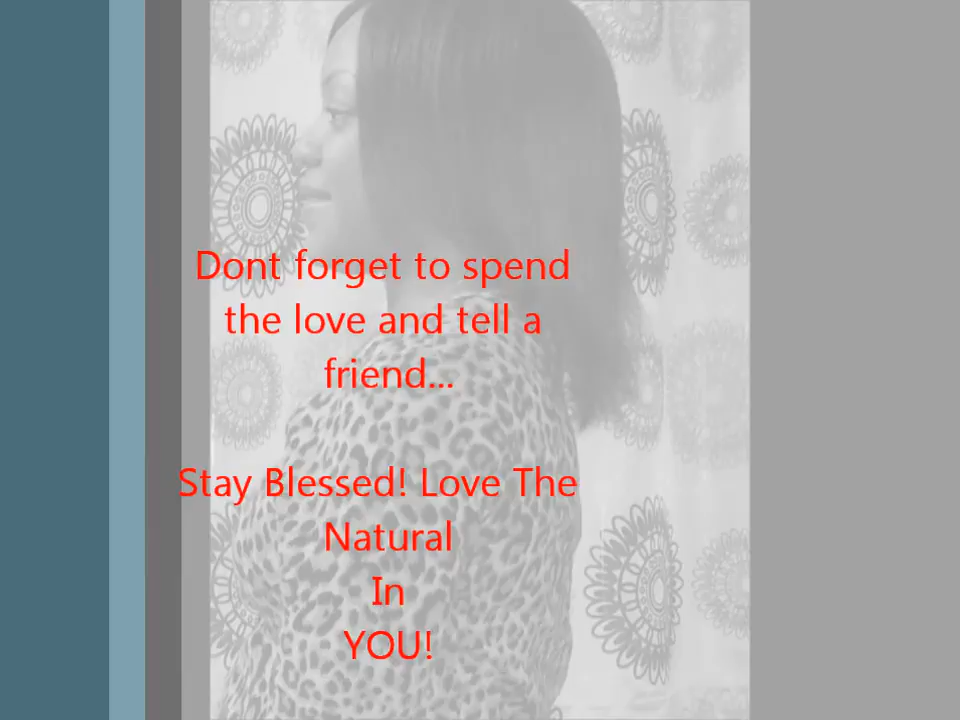 Dont forget to spend
the love and tell a
friend...
Stay Blessed! Love The
Natural
In
YOU!